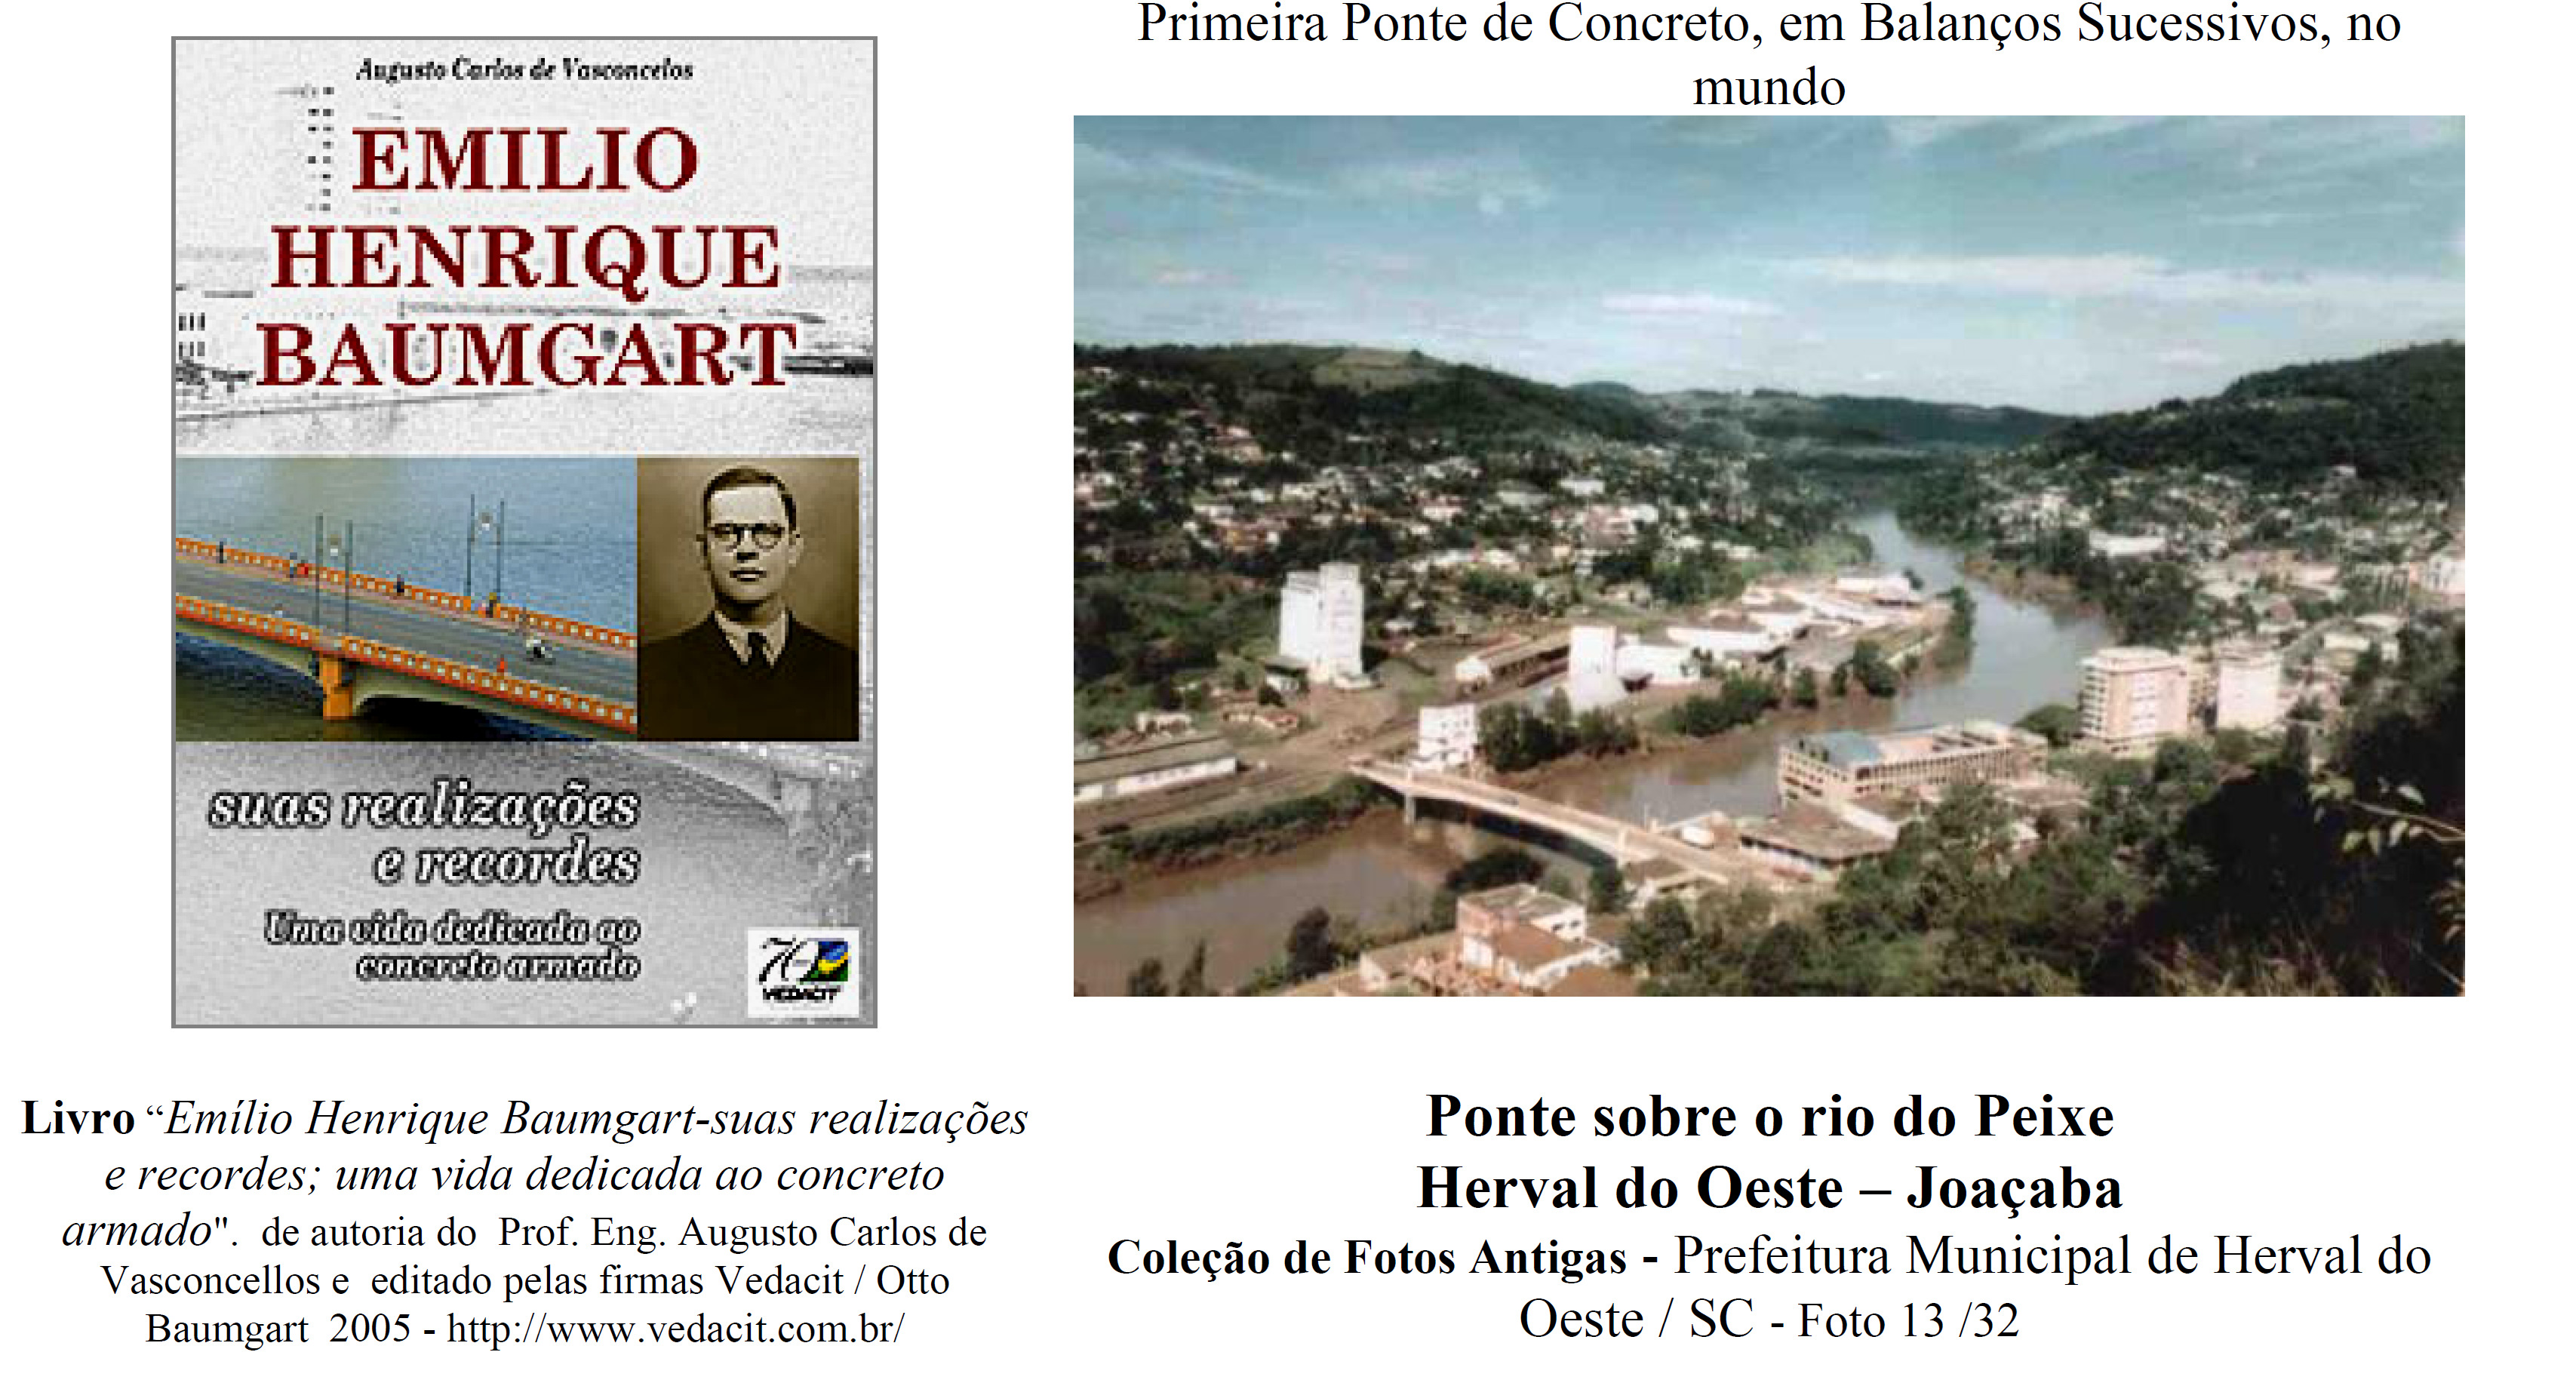 Augusto Carlos de Vasconcelos
EMILIO
HENRIQUE
BAUMGART
suas realizações
e recordes
Uma vida dedicada ao
concreto armado
70
VEDACIT
Livro “Emílio Henrique Baumgart-suas realizações
e recordes; uma vida dedicada ao concreto
armado". de autoria do Prof. Eng. Augusto Carlos de
Vasconcellos e editado pelas firmas Vedacit / Otto
Baumgart 2005 - http://www.vedacit.com.br/
Primeira Ponte de Concreto, em Balanços Sucessivos, no
mundo
Ponte sobre o rio do Peixe
Herval do Oeste – Joaçaba
Coleção de Fotos Antigas - Prefeitura Municipal de Herval do
Oeste / SC - Foto 13 /32